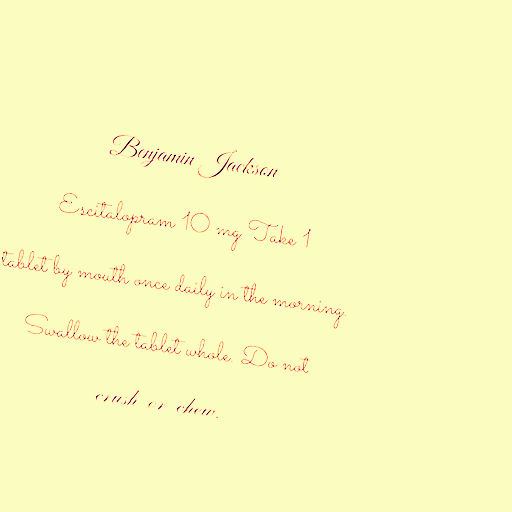 Benjamin Jackson
Escitalopram 10 mg Take 1
tablet by mouth once daily in the morning.
Swallow the tablet whole. Do not
crush or chew.